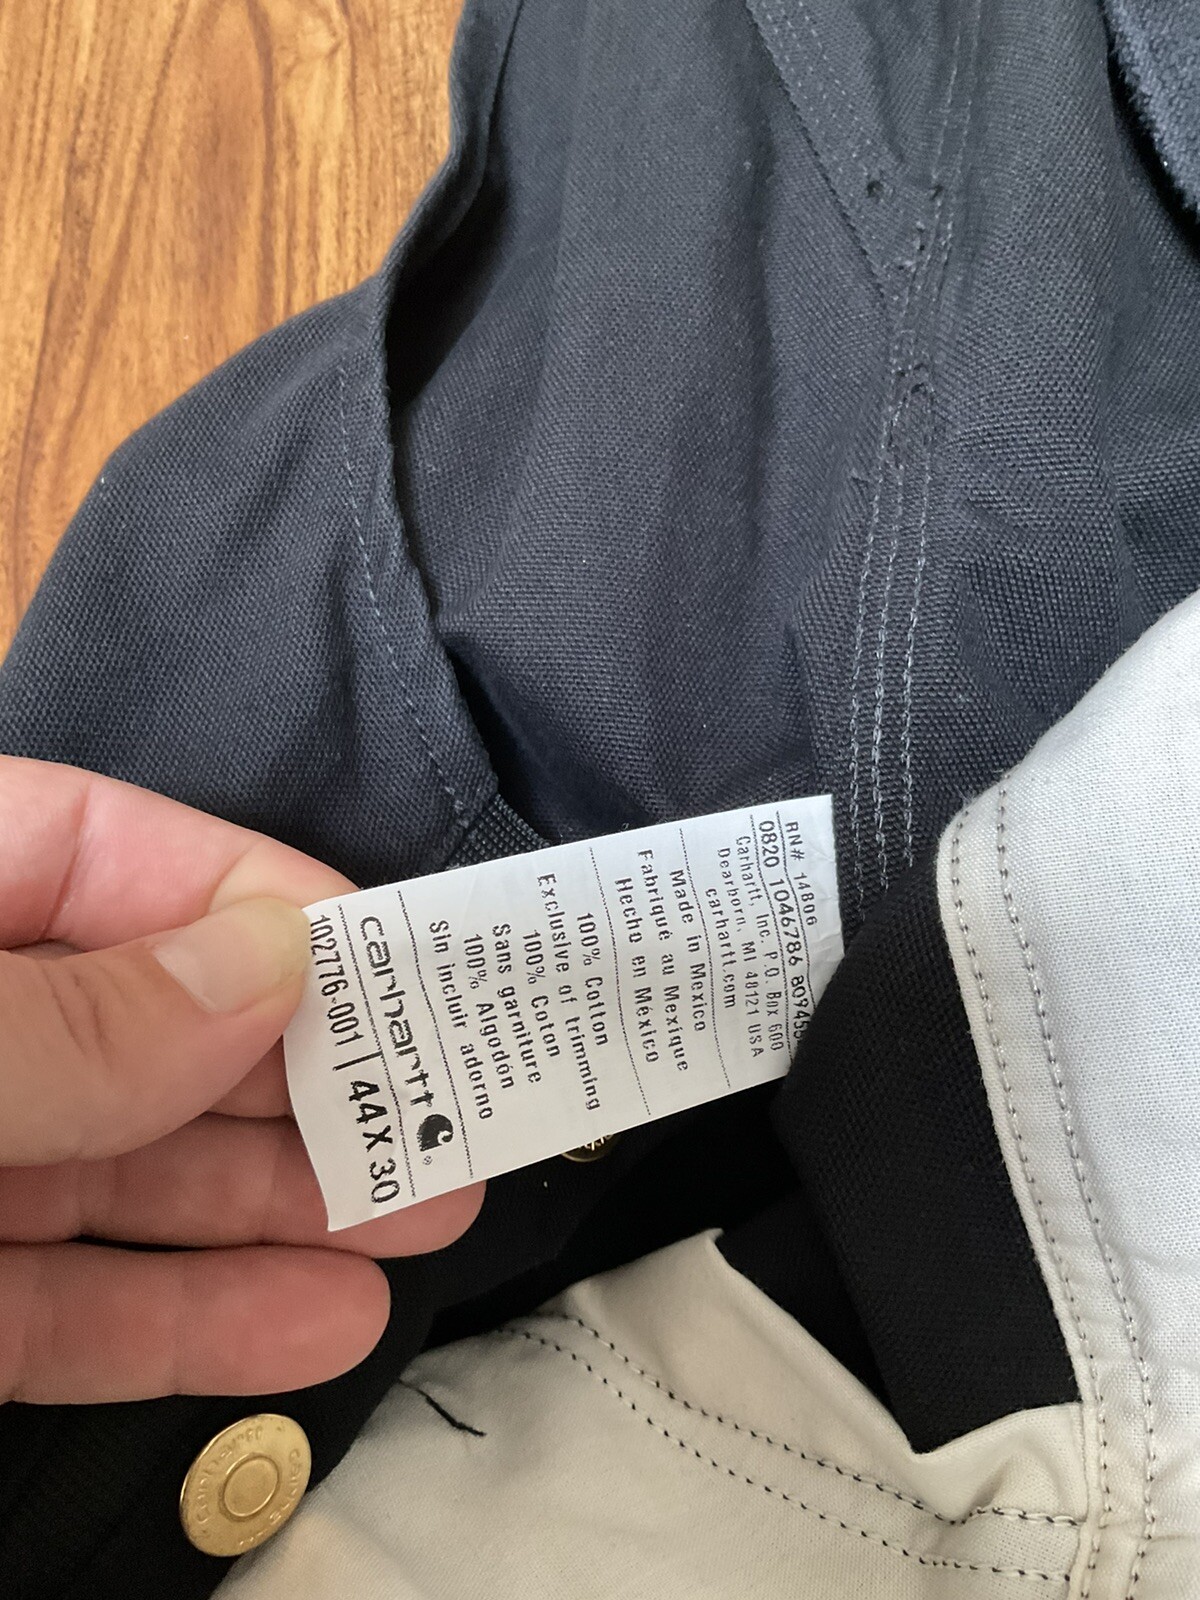 RN# 14806
0820 1046786
Carhartt, Inc. P.O. Box 600
Dearborn, MI 48121 USA
carhartt.com
Made in Mexico
Fabriqué au Mexique
Hecho en México
100% Cotton
Exclusive of trimming
100% Coton
Sans garniture
100% Algodón
Sin incluir adorno
carhartt
102776-001 | 44 X 30
Carhartt